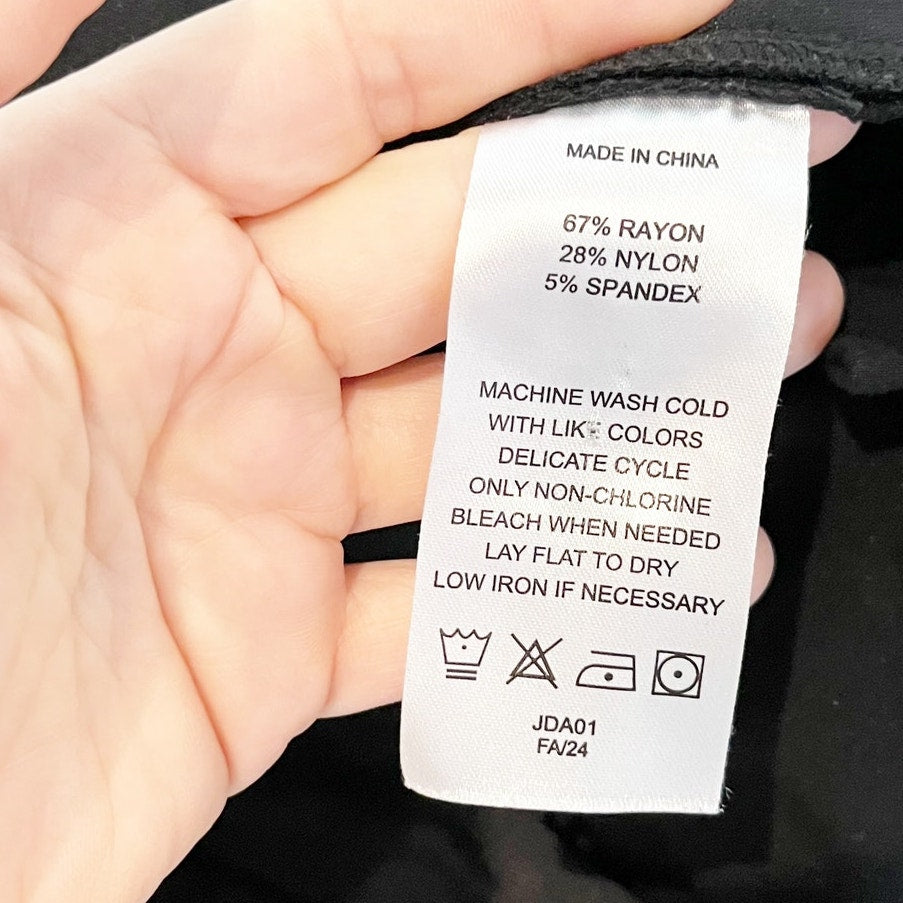 MADE IN CHINA
67% RAYON
28% NYLON
5% SPANDEX
MACHINE WASH COLD
WITH LIKE COLORS
DELICATE CYCLE
ONLY NON-CHLORINE
BLEACH WHEN NEEDED
LAY FLAT TO DRY
LOW IRON IF NECESSARY
JDA01
FA/24